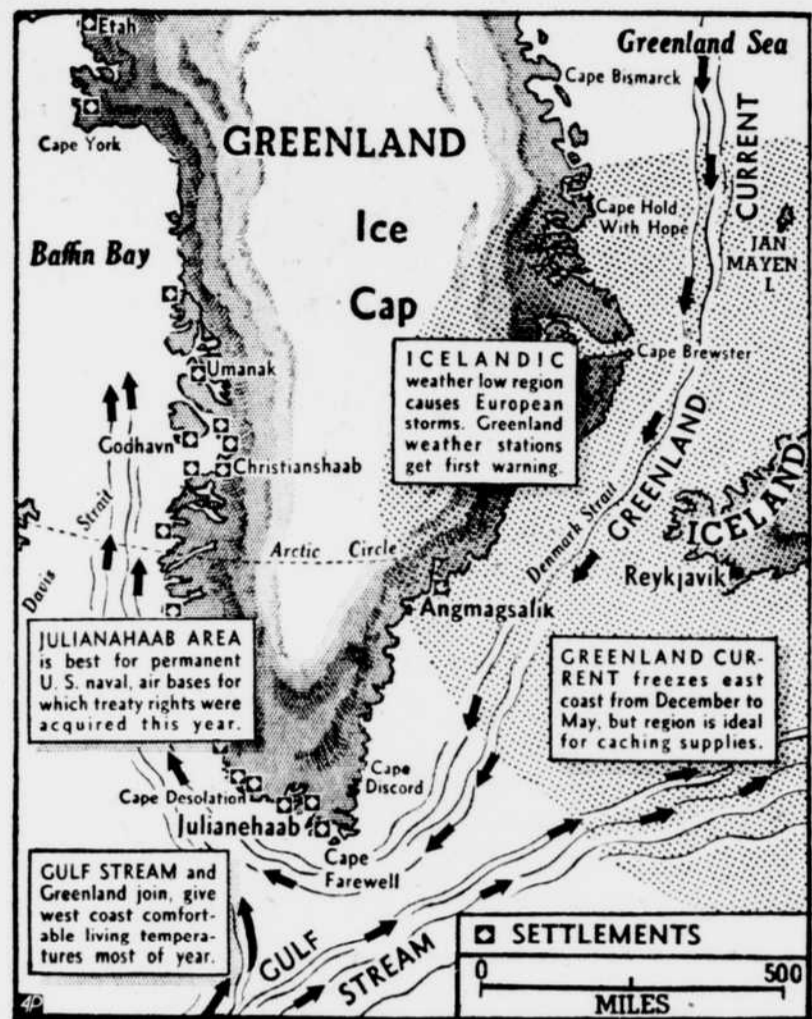 Etah
Greenland Sea
Cape Bismarck
Cape York
GREENLAND
CURRENT
Ice
Cap
Cape Hold
With Hope
JAN
MAYEN
I.
Baffin Bay
Cape Brewster
Umanak
ICELANDIC
weather low region
causes European
storms. Greenland
weather stations
get first warning.
GREENLAND
Godhavn
Christianshaab
Strait
Davis
Arctic Circle
Denmark Strait
ICELAND
Reykjavik
Angmagsalik
JULIANAHAAB AREA
is best for permanent
U. S. naval, air bases for
which treaty rights were
acquired this year.
GREENLAND CUR-
RENT freezes east
coast from December to
May, but region is ideal
for caching supplies.
Cape
Discord
Cape Desolation
Julianehaab
Cape
Farewell
GULF STREAM and
Greenland join, give
west coast comfort-
able living tempera-
tures most of year.
GULF
STREAM
SETTLEMENTS
0 500
MILES
AP